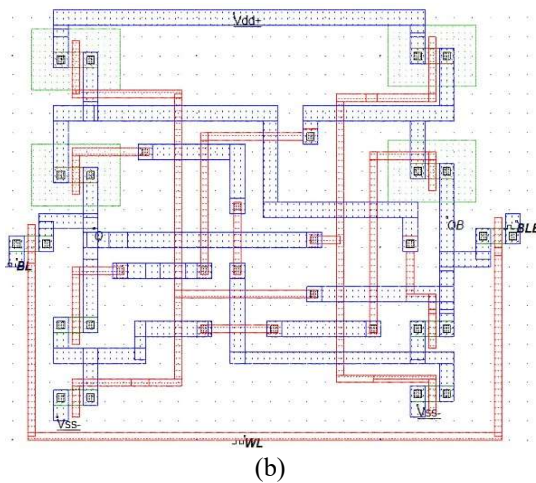 Vdd+
Q
QB
BL
BLB
Vss-
Vss-
WL
(b)